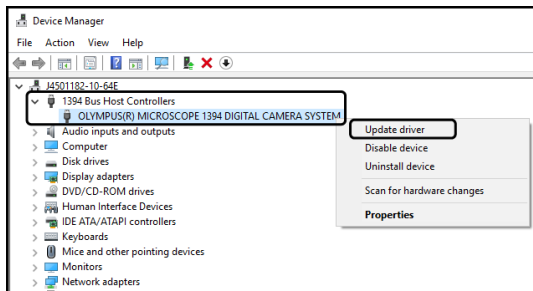 Device Manager
File Action View Help
J4501182-10-64E
1394 Bus Host Controllers
OLYMPUS(R) MICROSCOPE 1394 DIGITAL CAMERA SYSTEM
Audio inputs and outputs
Computer
Disk drives
Display adapters
DVD/CD-ROM drives
Human Interface Devices
IDE ATA/ATAPI controllers
Keyboards
Mice and other pointing devices
Monitors
Network adapters
Update driver
Disable device
Uninstall device
Scan for hardware changes
Properties